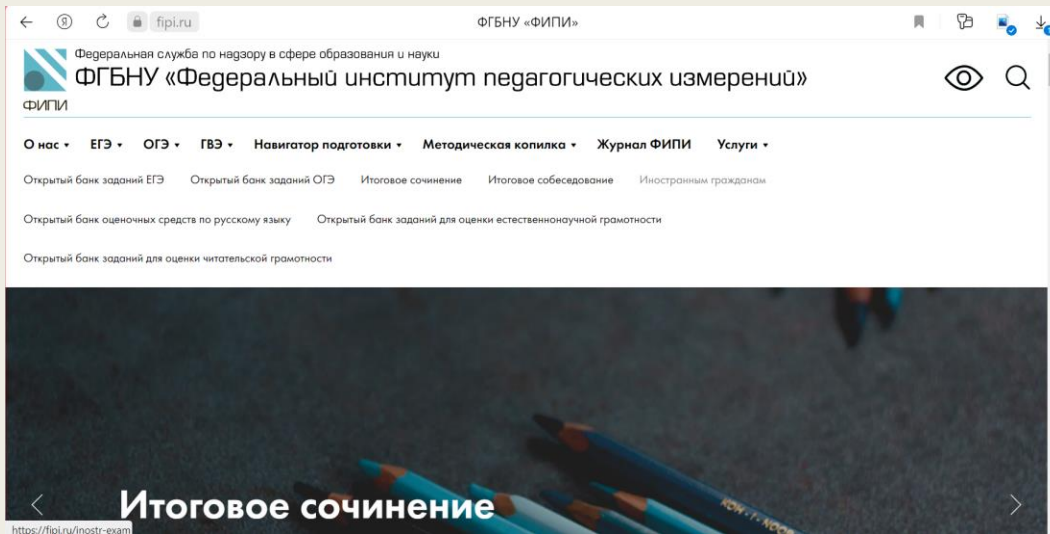 fipi.ru
ФГБНУ «ФИПИ»
Федеральная служба по надзору в сфере образования и науки
ФГБНУ «Федеральный институт педагогических измерений»
ФИПИ
О нас ЕГЭ ОГЭ ГВЭ Навигатор подготовки Методическая копилка Журнал ФИПИ Услуги
Открытый банк заданий ЕГЭ Открытый банк заданий ОГЭ Итоговое сочинение Итоговое собеседование Иностранным гражданам
Открытый банк оценочных средств по русскому языку Открытый банк заданий для оценки естественнонаучной грамотности
Открытый банк заданий для оценки читательской грамотности
Итоговое сочинение
KOH-I-NOOR
https://fipi.ru/inostr-exam